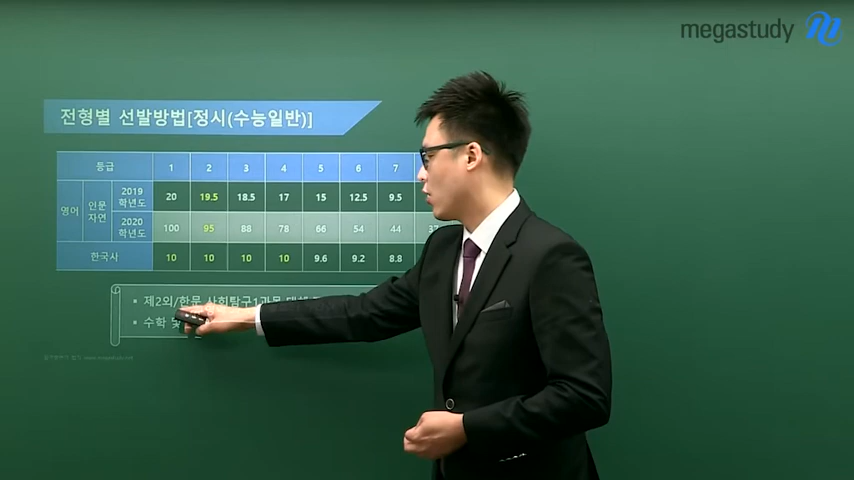 megastudy
전형별 선발방법[정시(수능일반)]
등급 1 2 3 4 5 6 7
영어 인문 자연 2019 학년도 20 19.5 18.5 17 15 12.5 9.5
2020 학년도 100 95 88 78 66 54 44
한국사 10 10 10 10 9.6 9.2 8.8
▪ 제2외/한문 사회탐구1과목 대체
▪ 수학 및